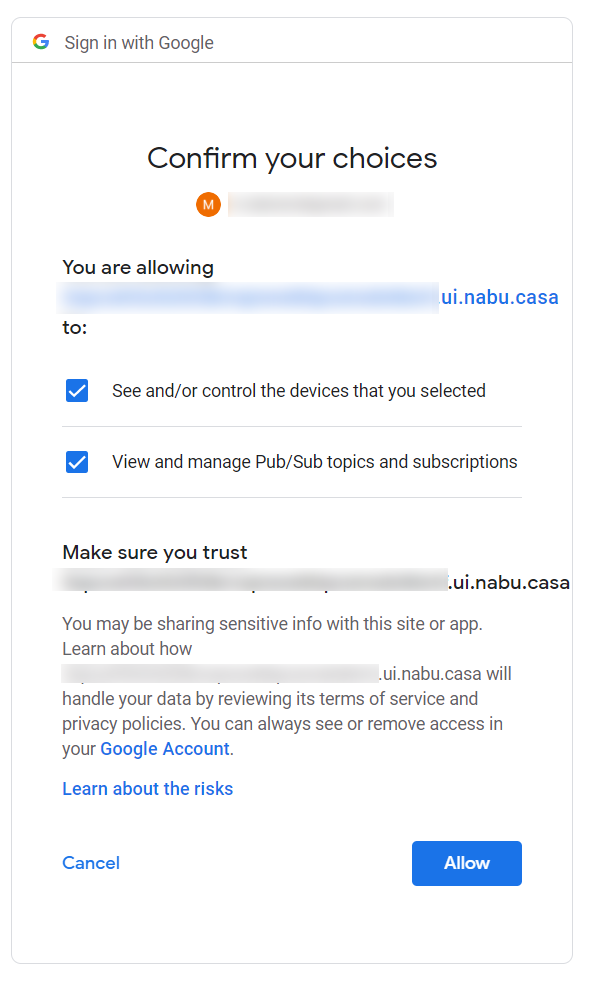 Sign in with Google
Confirm your choices
M
You are allowing
.ui.nabu.casa
to:
See and/or control the devices that you selected
View and manage Pub/Sub topics and subscriptions
Make sure you trust
.ui.nabu.casa
You may be sharing sensitive info with this site or app.
Learn about how
.ui.nabu.casa will
handle your data by reviewing its terms of service and
privacy policies. You can always see or remove access in
your Google Account.
Learn about the risks
Cancel
Allow